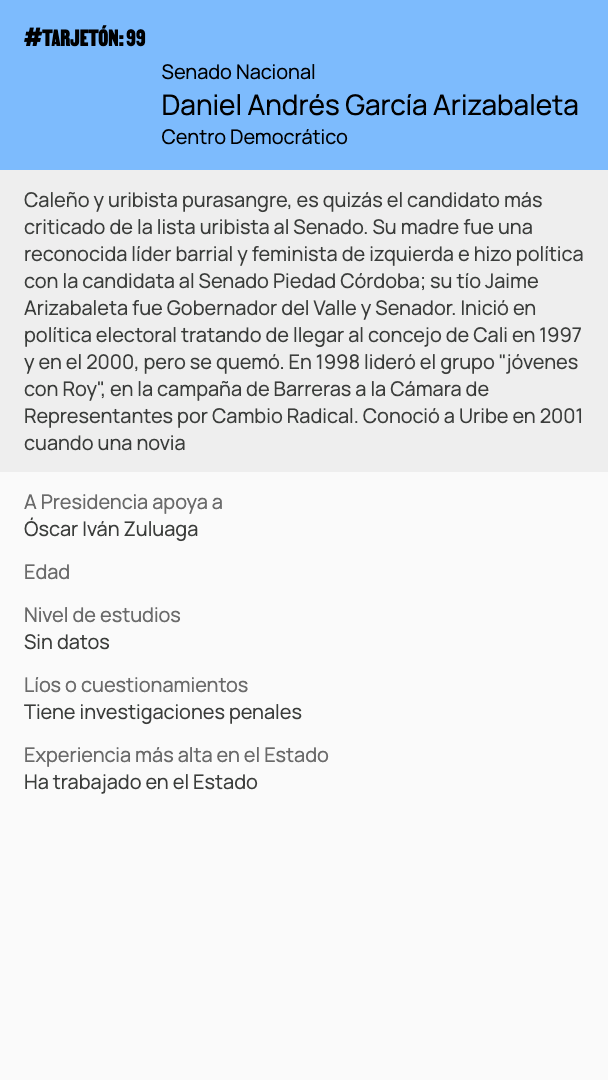 #TARJETÓN: 99
Senado Nacional
Daniel Andrés García Arizabaleta
Centro Democrático
Caleño y uribista purasangre, es quizás el candidato más
criticado de la lista uribista al Senado. Su madre fue una
reconocida líder barrial y feminista de izquierda e hizo política
con la candidata al Senado Piedad Córdoba; su tío Jaime
Arizabaleta fue Gobernador del Valle y Senador. Inició en
política electoral tratando de llegar al concejo de Cali en 1997
y en el 2000, pero se quemó. En 1998 lideró el grupo "jóvenes
con Roy", en la campaña de Barreras a la Cámara de
Representantes por Cambio Radical. Conoció a Uribe en 2001
cuando una novia
A Presidencia apoya a
Óscar Iván Zuluaga
Edad
Nivel de estudios
Sin datos
Líos o cuestionamientos
Tiene investigaciones penales
Experiencia más alta en el Estado
Ha trabajado en el Estado